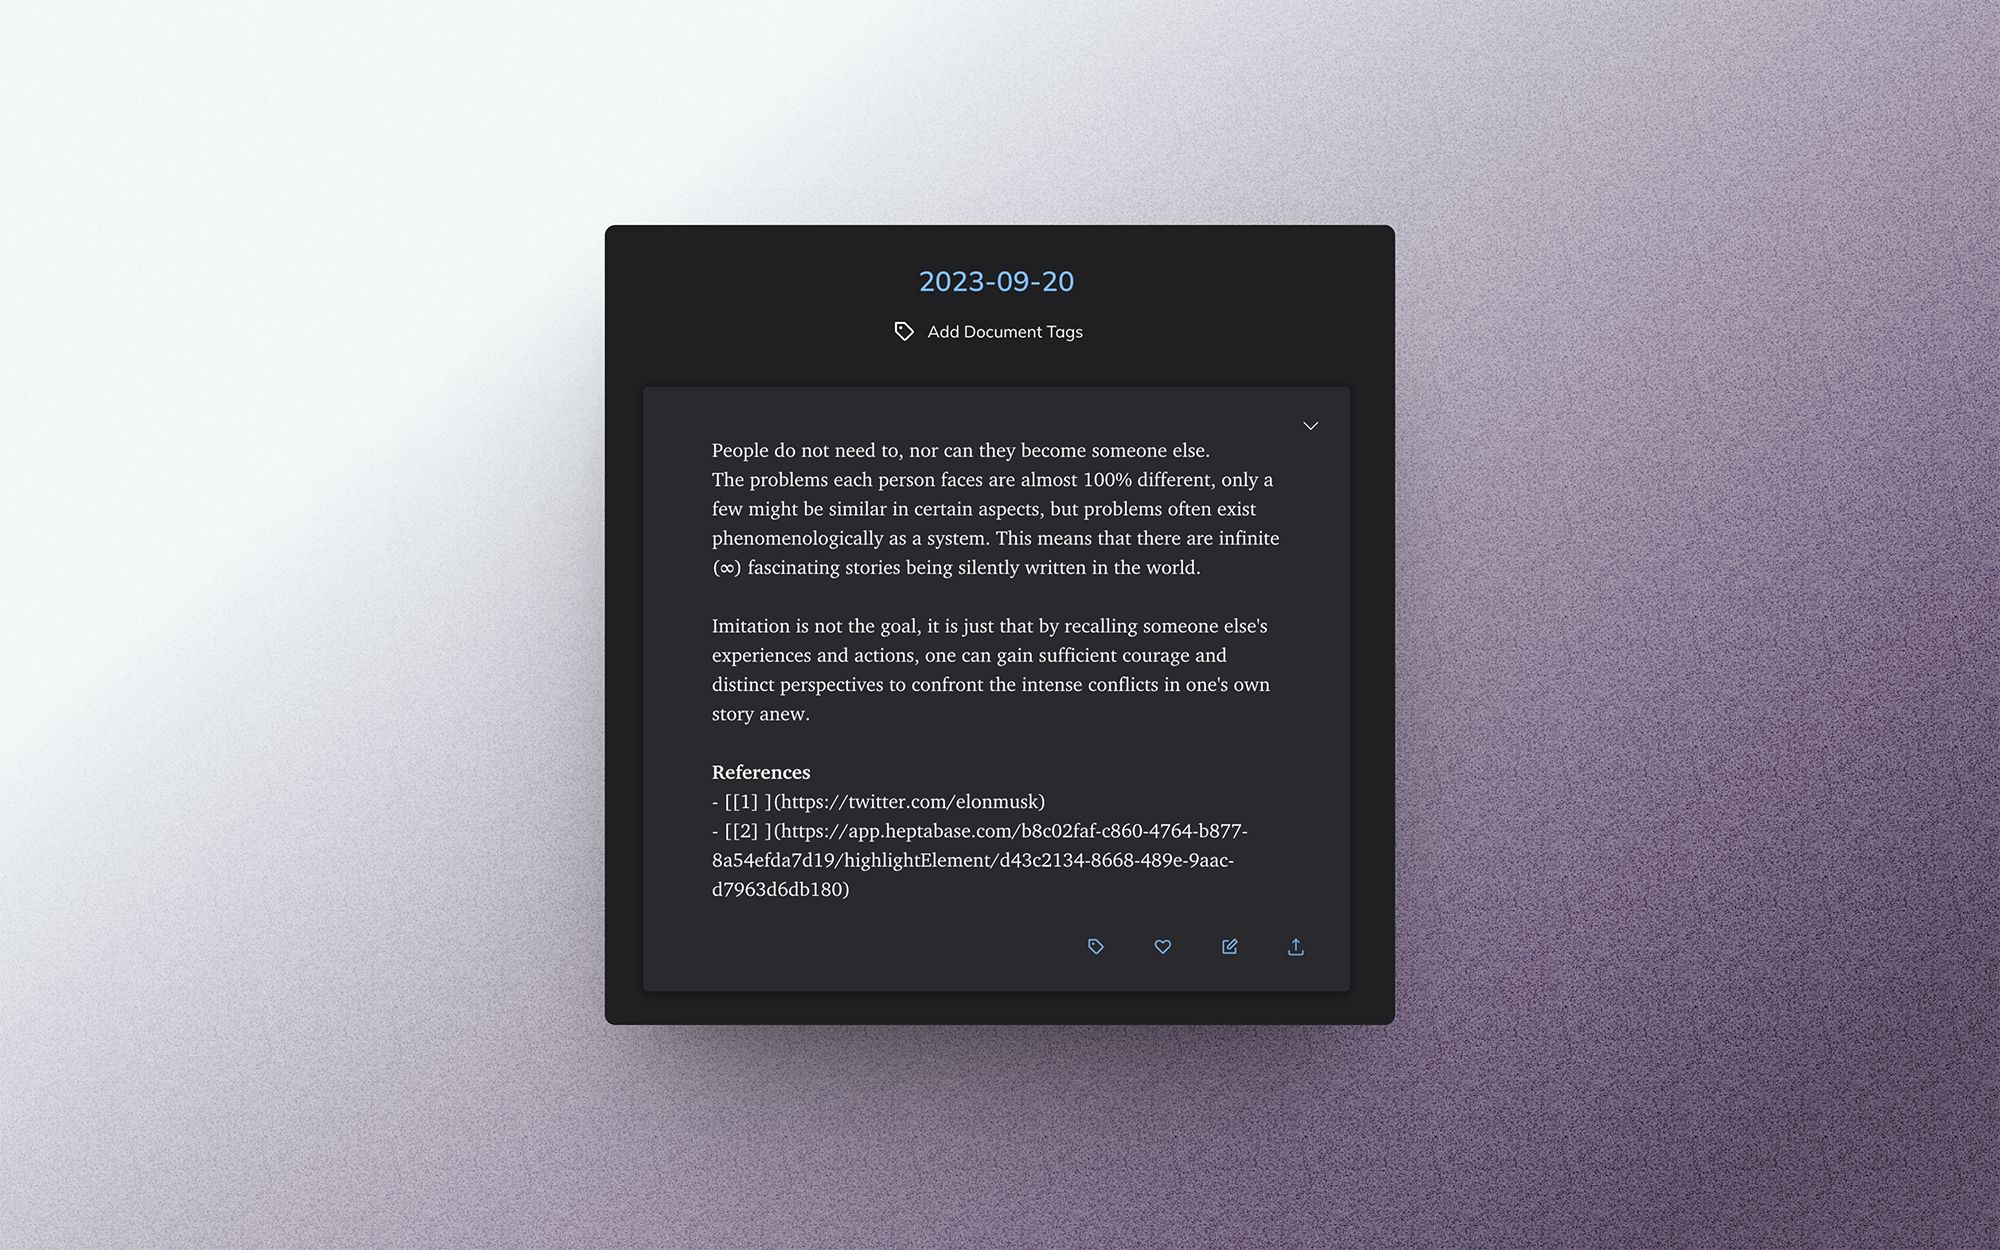 2023-09-20
Add Document Tags
People do not need to, nor can they become someone else.
The problems each person faces are almost 100% different, only a
few might be similar in certain aspects, but problems often exist
phenomenologically as a system. This means that there are infinite
(∞) fascinating stories being silently written in the world.
Imitation is not the goal, it is just that by recalling someone else's
experiences and actions, one can gain sufficient courage and
distinct perspectives to confront the intense conflicts in one's own
story anew.
References
- [[1] ](https://twitter.com/elonmusk)
- [[2] ](https://app.heptabase.com/b8c02faf-c860-4764-b877-
8a54efda7d19/highlightElement/d43c2134-8668-489e-9aac-
d7963d6db180)